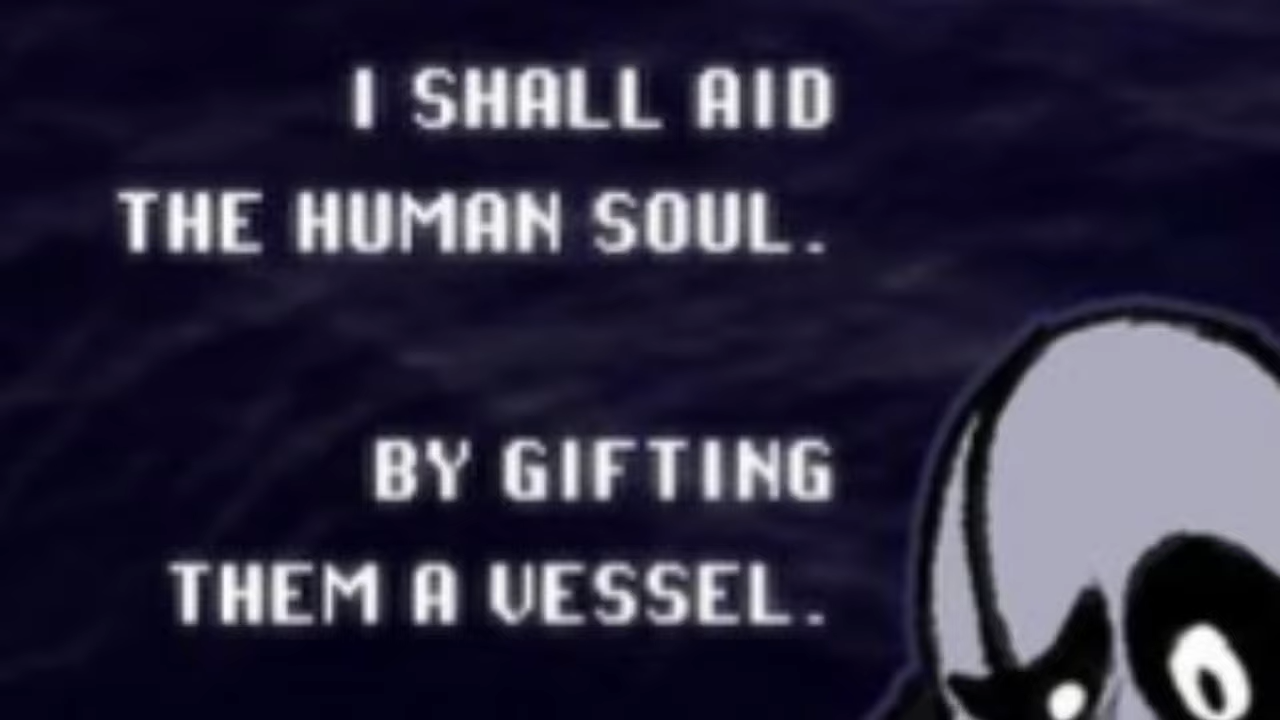 I SHALL AID
THE HUMAN SOUL.
BY GIFTING
THEM A VESSEL.